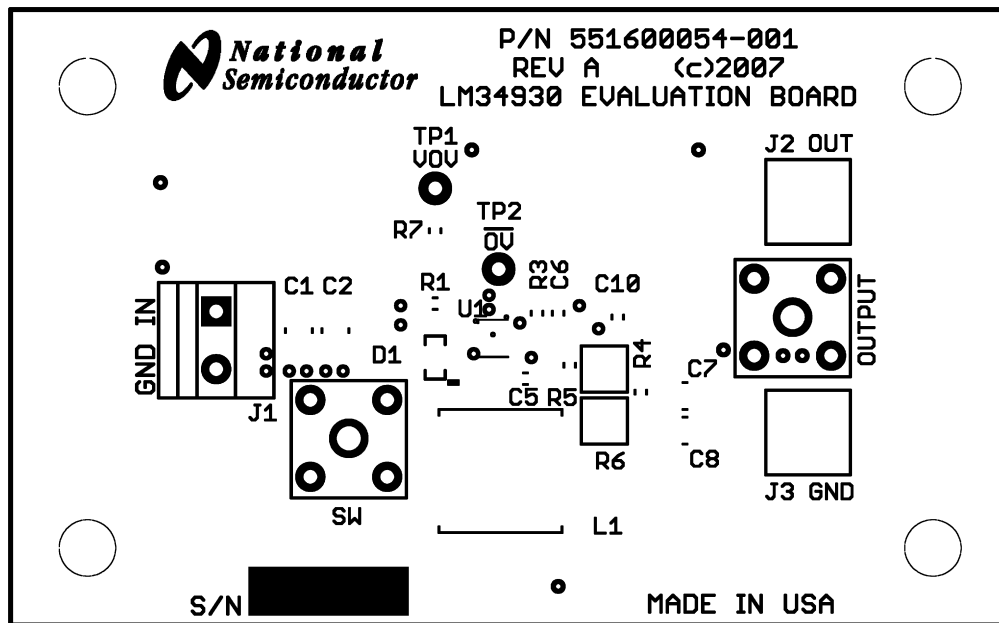 National
Semiconductor
P/N 551600054-001
REV A (c)2007
LM34930 EVALUATION BOARD
TP1
VOV
J2 OUT
R7
TP2
OV
GND IN
C1 C2
R1
U1
R3
C6
C10
OUTPUT
D1
R4
C7
J1
C5 R5
SW
R6
C8
J3 GND
L1
S/N
MADE IN USA